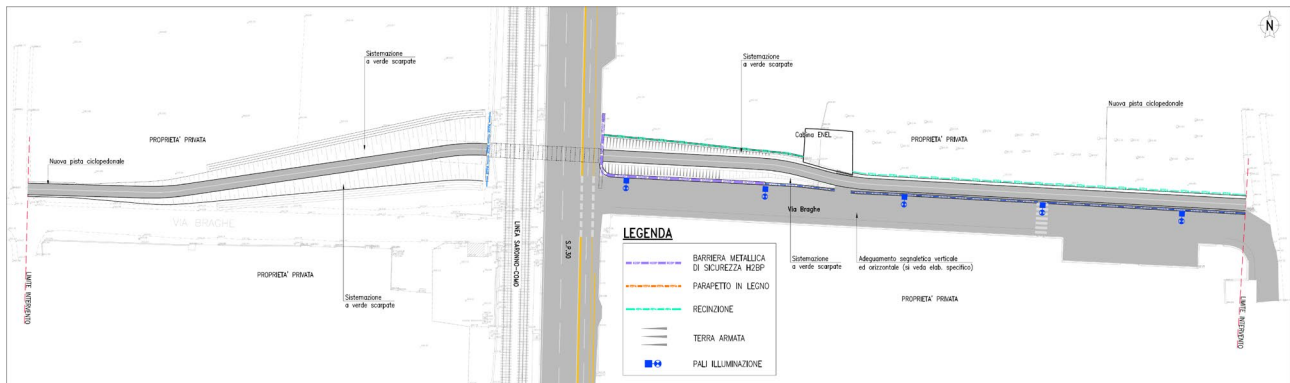 N
Sistemazione
a verde scarpate
Sistemazione
a verde scarpate
Nuova pista ciclopedonale
PROPRIETA' PRIVATA
Cabina ENEL
PROPRIETA' PRIVATA
Nuova pista ciclopedonale
VIA BRAGHE
Via Braghe
LINEA SARONNO-COMO
S.P.30
LEGENDA
BARRIERA METALLICA
DI SICUREZZA H2BP
PARAPETTO IN LEGNO
RECINZIONE
TERRA ARMATA
PALI ILLUMINAZIONE
Sistemazione
a verde scarpate
Adeguamento segnaletica verticale
ed orizzontale (si veda elab. specifico)
PROPRIETA' PRIVATA
PROPRIETA' PRIVATA
Sistemazione
a verde scarpate
LIMITE INTERVENTO
LIMITE INTERVENTO